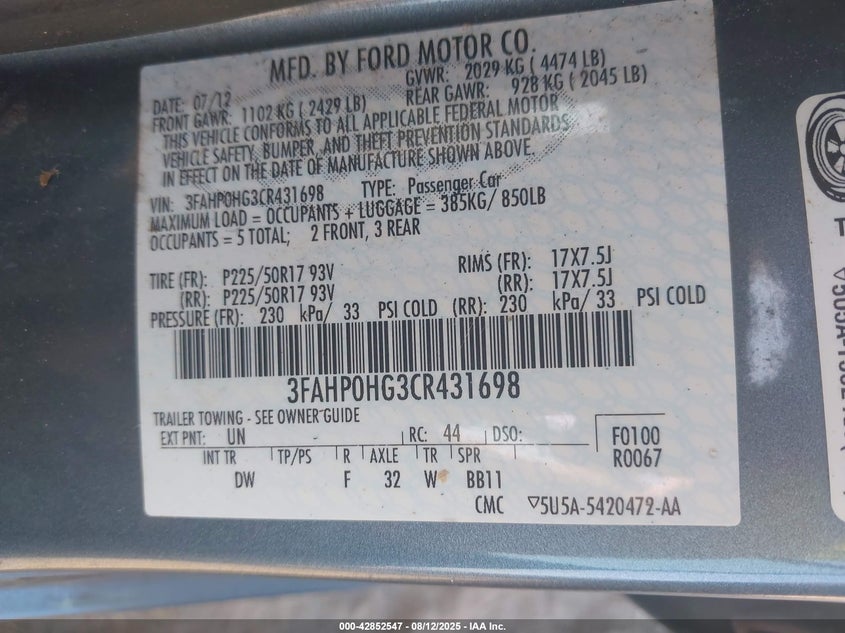 MFD. BY FORD MOTOR CO.
DATE: 07/12 GVWR: 2029 KG ( 4474 LB)
FRONT GAWR: 1102 KG ( 2429 LB) REAR GAWR: 928 KG ( 2045 LB)
THIS VEHICLE CONFORMS TO ALL APPLICABLE FEDERAL MOTOR
VEHICLE SAFETY, BUMPER, AND THEFT PREVENTION STANDARDS
IN EFFECT ON THE DATE OF MANUFACTURE SHOWN ABOVE.
VIN: 3FAHP0HG3CR431698 TYPE: Passenger Car
MAXIMUM LOAD = OCCUPANTS + LUGGAGE = 385KG/ 850LB
OCCUPANTS = 5 TOTAL; 2 FRONT, 3 REAR
TIRE (FR): P225/50R17 93V RIMS (FR): 17X7.5J
(RR): P225/50R17 93V (RR): 17X7.5J
PRESSURE (FR): 230 kPa/ 33 PSI COLD (RR): 230 kPa/ 33 PSI COLD
3FAHP0HG3CR431698
TRAILER TOWING - SEE OWNER GUIDE
EXT PNT: UN RC: 44 DSO: F0100
INT TR TP/PS R AXLE TR SPR R0067
DW F 32 W BB11
CMC ▽5U5A-5420472-AA
000-42852547 - 08/12/2025 - IAA Inc.